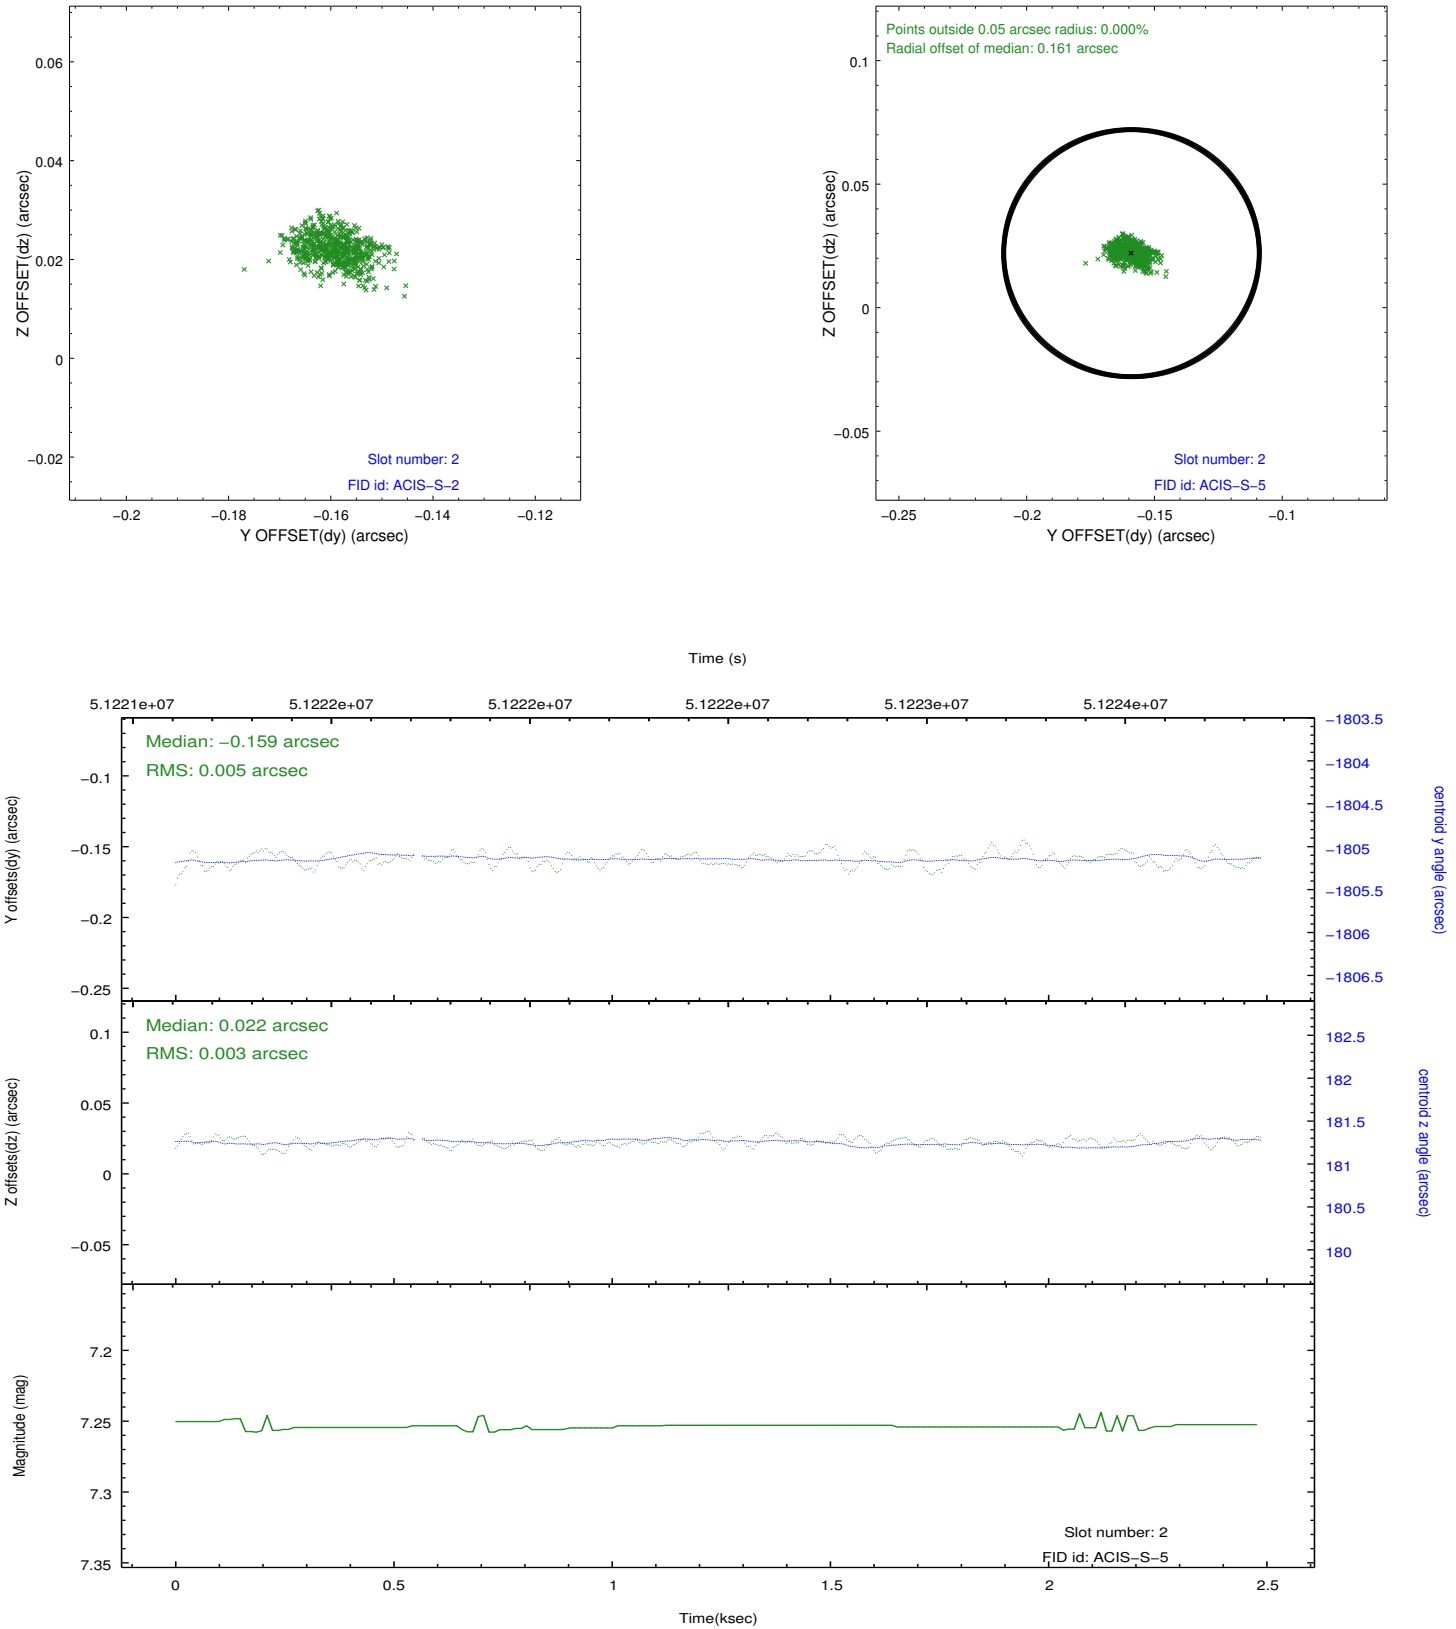 0.06
0.04
0.02
0
−0.02
Z OFFSET(dz) (arcsec)
Slot number: 2
FID id: ACIS−S−2
−0.2
−0.18
−0.16
−0.14
−0.12
Y OFFSET(dy) (arcsec)
Points outside 0.05 arcsec radius: 0.000%
Radial offset of median: 0.161 arcsec
0.1
0.05
0
−0.05
Z OFFSET(dz) (arcsec)
Slot number: 2
FID id: ACIS−S−5
−0.25
−0.2
−0.15
−0.1
Y OFFSET(dy) (arcsec)
Time (s)
5.1221e+07
5.1222e+07
5.1222e+07
5.1222e+07
5.1223e+07
5.1224e+07
Median: −0.159 arcsec
RMS: 0.005 arcsec
−0.1
−0.15
−0.2
−0.25
Y offsets(dy) (arcsec)
−1803.5
−1804
−1804.5
−1805
−1805.5
−1806
−1806.5
centroid y angle (arcsec)
Median: 0.022 arcsec
RMS: 0.003 arcsec
0.1
0.05
0
−0.05
Z offsets(dz) (arcsec)
182.5
182
181.5
181
180.5
180
centroid z angle (arcsec)
7.2
7.25
7.3
7.35
Magnitude (mag)
Slot number: 2
FID id: ACIS−S−5
0
0.5
1
1.5
2
2.5
Time(ksec)